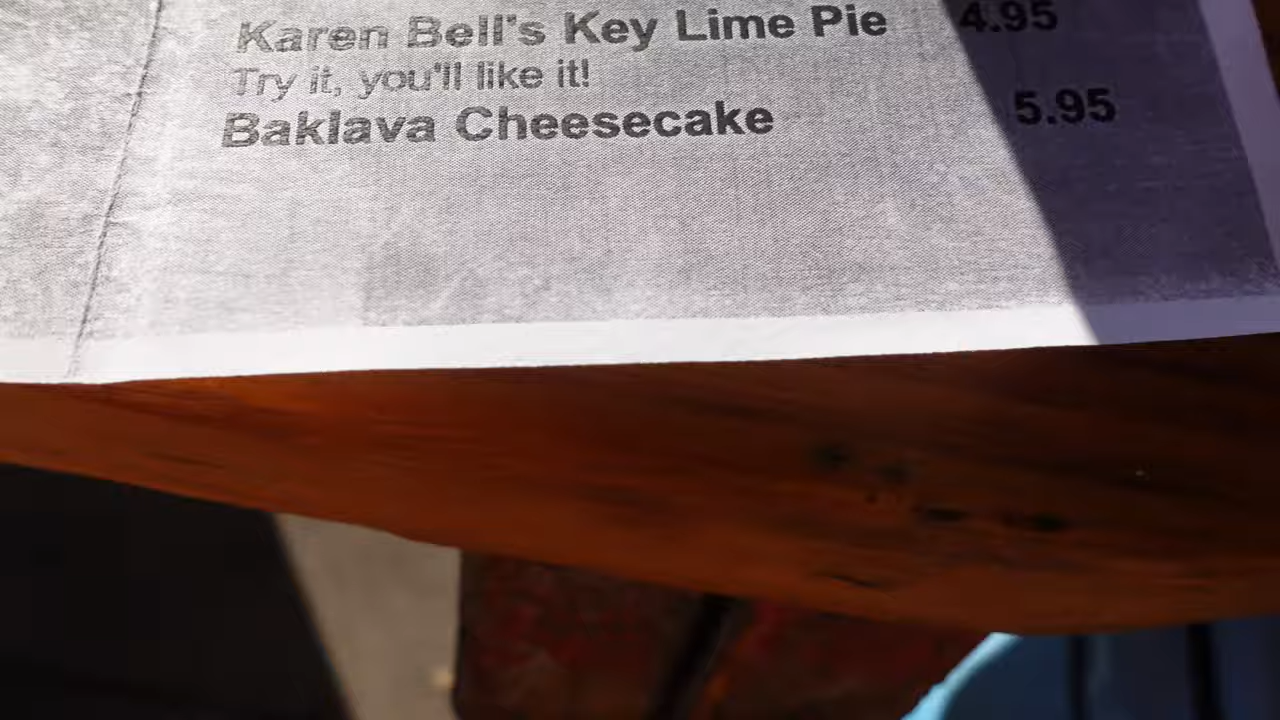 Karen Bell's Key Lime Pie 4.95
Try it, you'll like it!
Baklava Cheesecake 5.95